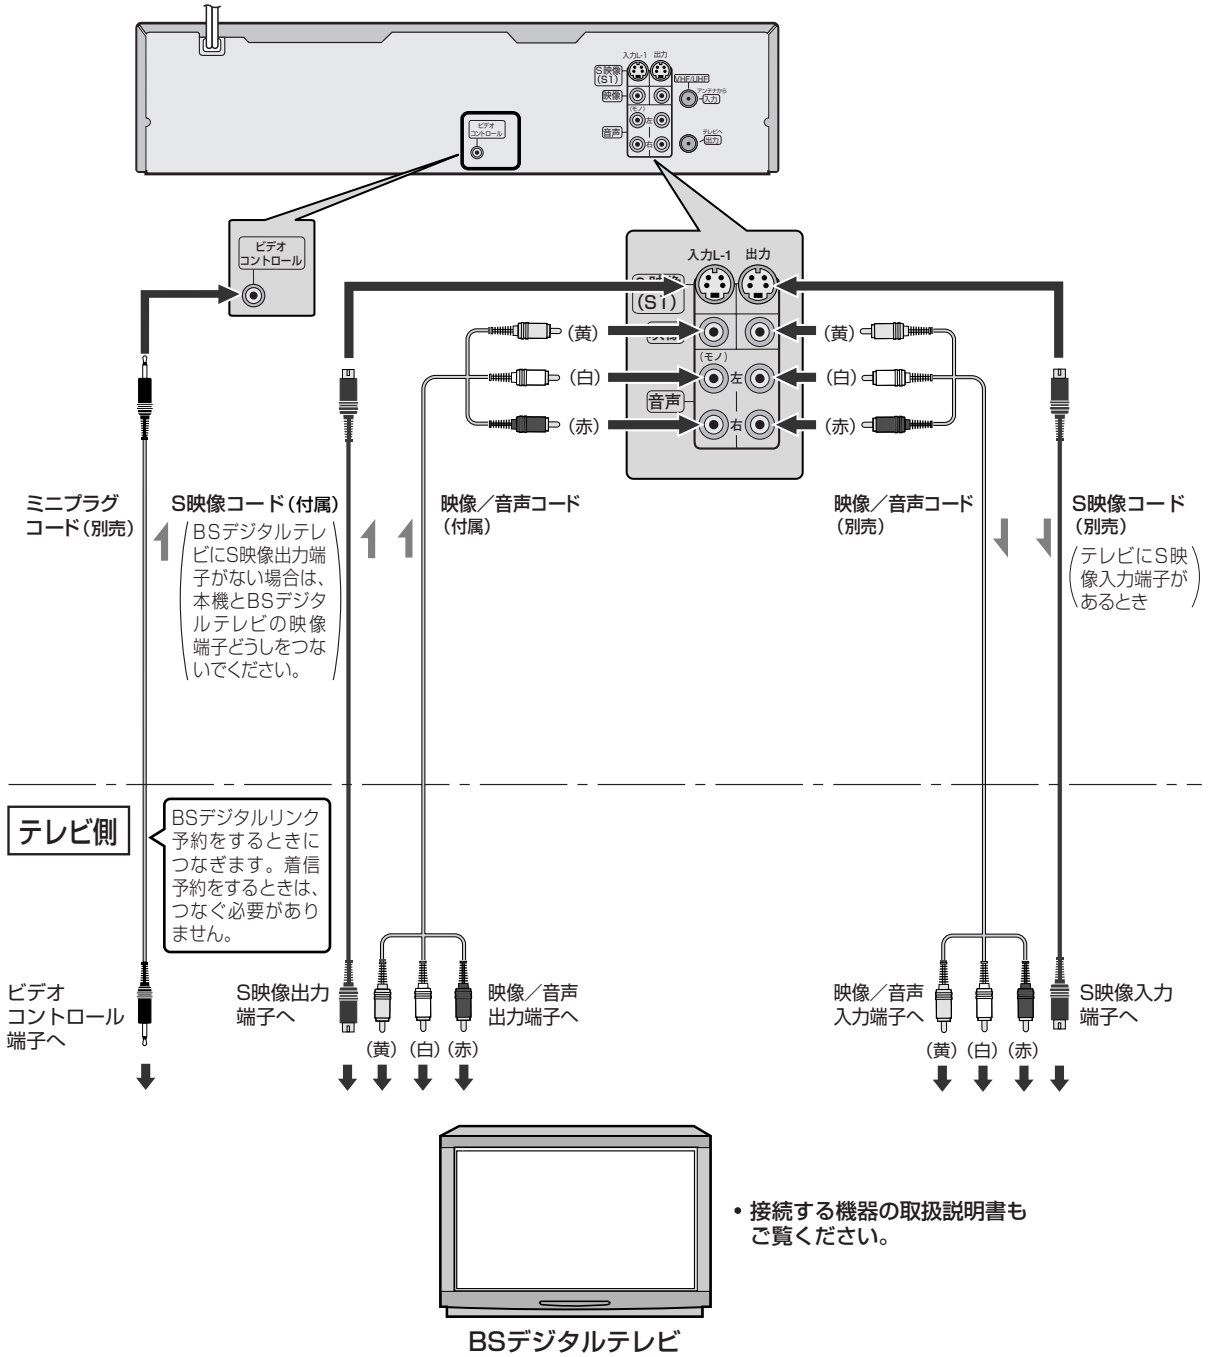 入力L-1 出力
S映像
(S1)
VHF/UHF
映像
アンテナから
入力
(モノ)
左
音声
テレビへ
出力
右
ビデオ
コントロール
ビデオ
コントロール
入力L-1 出力
S映像
(S1)
(黄)
映像
(黄)
(モノ)
(白)
左
(白)
音声
(赤)
右
(赤)
ミニプラグ
コード(別売)
S映像コード(付属)
BSデジタルテレ
ビにS映像出力端
子がない場合は、
本機とBSデジタ
ルテレビの映像
端子どうしをつな
いでください。
映像/音声コード
(付属)
映像/音声コード
(別売)
S映像コード
(別売)
テレビにS映
像入力端子が
あるとき
テレビ側
BSデジタルリンク
予約をするときに
つなぎます。着信
予約をするときは、
つなぐ必要があり
ません。
ビデオ
コントロール
端子へ
S映像出力
端子へ
映像/音声
出力端子へ
(黄) (白) (赤)
映像/音声
入力端子へ
(黄) (白) (赤)
S映像入力
端子へ
• 接続する機器の取扱説明書も
ご覧ください。
BSデジタルテレビ